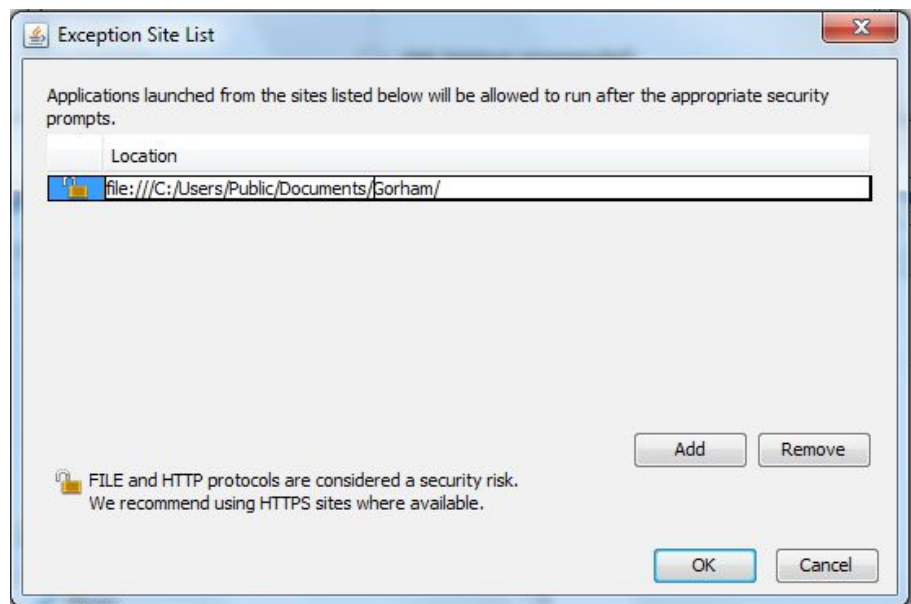 Exception Site List
Applications launched from the sites listed below will be allowed to run after the appropriate security
prompts.
Location
file:///C:/Users/Public/Documents/Gorham/
Add Remove
FILE and HTTP protocols are considered a security risk.
We recommend using HTTPS sites where available.
OK Cancel